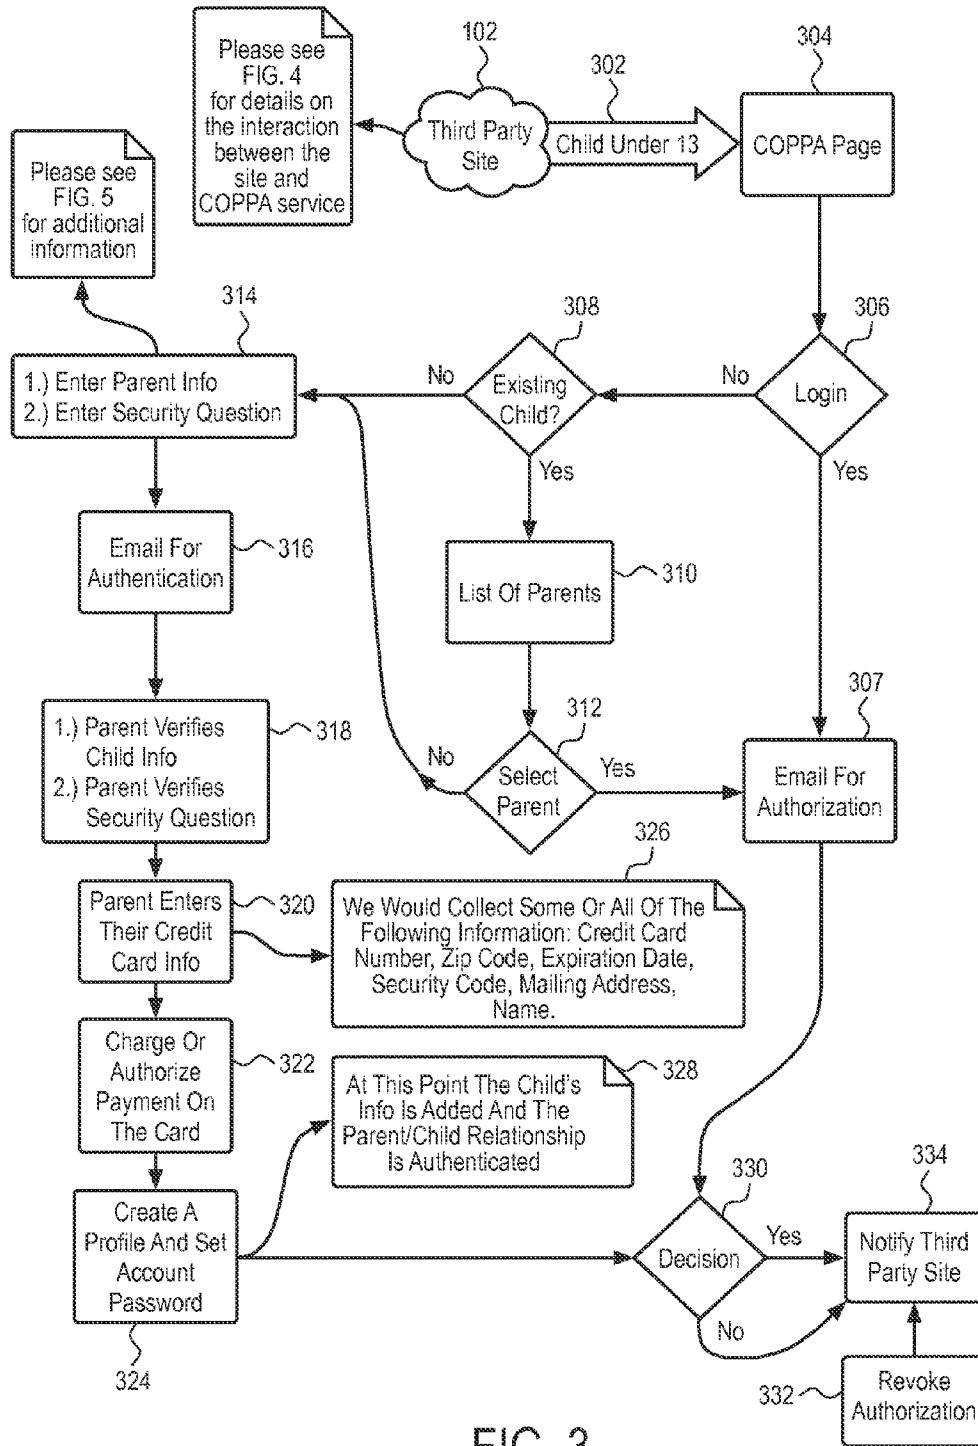 Please see
FIG. 4
for details on
the interaction
between the
site and
COPPA service
102
Third Party
Site
302
Child Under 13
304
COPPA Page
Please see
FIG. 5
for additional
information
314
1.) Enter Parent Info
2.) Enter Security Question
No
308
Existing
Child?
No
306
Login
Yes
Yes
Email For
Authentication
316
List Of Parents
310
1.) Parent Verifies
Child Info
2.) Parent Verifies
Security Question
318
No
312
Select
Parent
Yes
307
Email For
Authorization
Parent Enters
Their Credit
Card Info
320
326
We Would Collect Some Or All Of The
Following Information: Credit Card
Number, Zip Code, Expiration Date,
Security Code, Mailing Address,
Name.
Charge Or
Authorize
Payment On
The Card
322
At This Point The Child's
Info Is Added And The
Parent/Child Relationship
Is Authenticated
328
Create A
Profile And Set
Account
Password
324
330
Decision
Yes
No
334
Notify Third
Party Site
332
Revoke
Authorization
FIG. 3